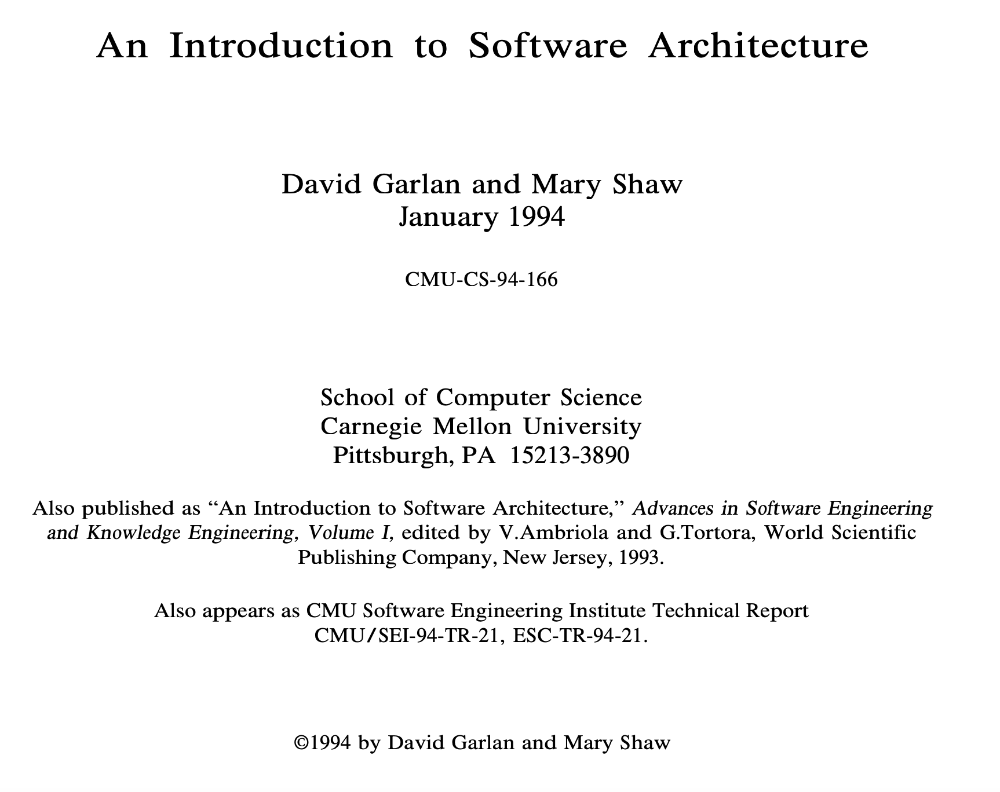 An Introduction to Software Architecture
David Garlan and Mary Shaw
January 1994
CMU-CS-94-166
School of Computer Science
Carnegie Mellon University
Pittsburgh, PA 15213-3890
Also published as “An Introduction to Software Architecture,” Advances in Software Engineering
and Knowledge Engineering, Volume I, edited by V.Ambriola and G.Tortora, World Scientific
Publishing Company, New Jersey, 1993.
Also appears as CMU Software Engineering Institute Technical Report
CMU/SEI-94-TR-21, ESC-TR-94-21.
©1994 by David Garlan and Mary Shaw